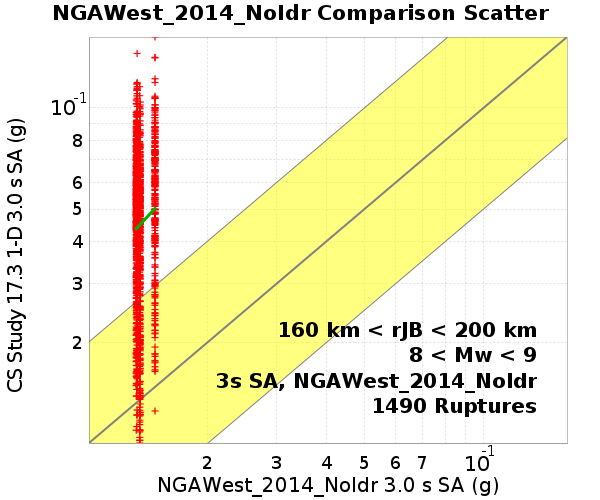 NGAWest_2014_NoIdr Comparison Scatter
CS Study 17.3 1-D 3.0 s SA (g)
10-1
8
6
5
4
3
2
160 km < rJB < 200 km
8 < Mw < 9
3s SA, NGAWest_2014_NoIdr
1490 Ruptures
2 3 4 5 6 7 10-1
NGAWest_2014_NoIdr 3.0 s SA (g)